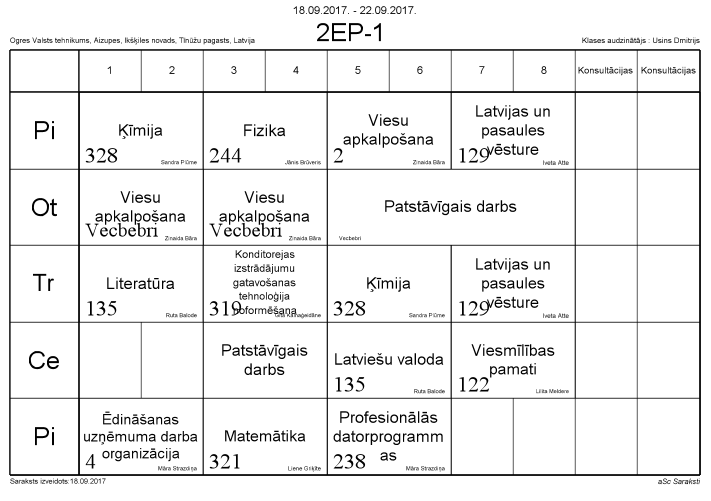 18.09.2017. - 22.09.2017.
Ogres Valsts tehnikums, Aizupes, Ikšķiles novads, Tīnūžu pagasts, Latvija
2EP-1
Klases audzinātājs : Usins Dmitrijs
1 2 3 4 5 6 7 8 Konsultācijas Konsultācijas
Pi
Ķīmija
328
Sandra Plūme
Fizika
244
Jānis Brūveris
Viesu
apkalpošana
2
Zinaida Bāra
Latvijas un
pasaules
vēsture
129
Iveta Atte
Ot
Viesu
apkalpošana
Vecbebri
Zinaida Bāra
Viesu
apkalpošana
Vecbebri
Zinaida Bāra
Patstāvīgais darbs
Vecbebri
Tr
Literatūra
135
Ruta Balode
Konditorejas
izstrādājumu
gatavošanas
tehnoloģija
noformēšana
319
Ķīmija
328
Sandra Plūme
Latvijas un
pasaules
vēsture
129
Iveta Atte
Ce
Patstāvīgais
darbs
Latviešu valoda
135
Ruta Balode
Viesmīlības
pamati
122
Lilita Meldere
Pi
Ēdināšanas
uzņēmuma darba
organizācija
4
Māra Strazdiņa
Matemātika
321
Liene Griķīte
Profesionālās
datorprogramm
as
238
Māra Strazdiņa
Saraksts izveidots:18.09.2017
aSc Saraksti